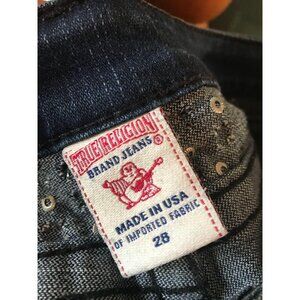 TRUE RELIGION
BRAND JEANS ®
MADE IN USA
OF IMPORTED FABRIC
28